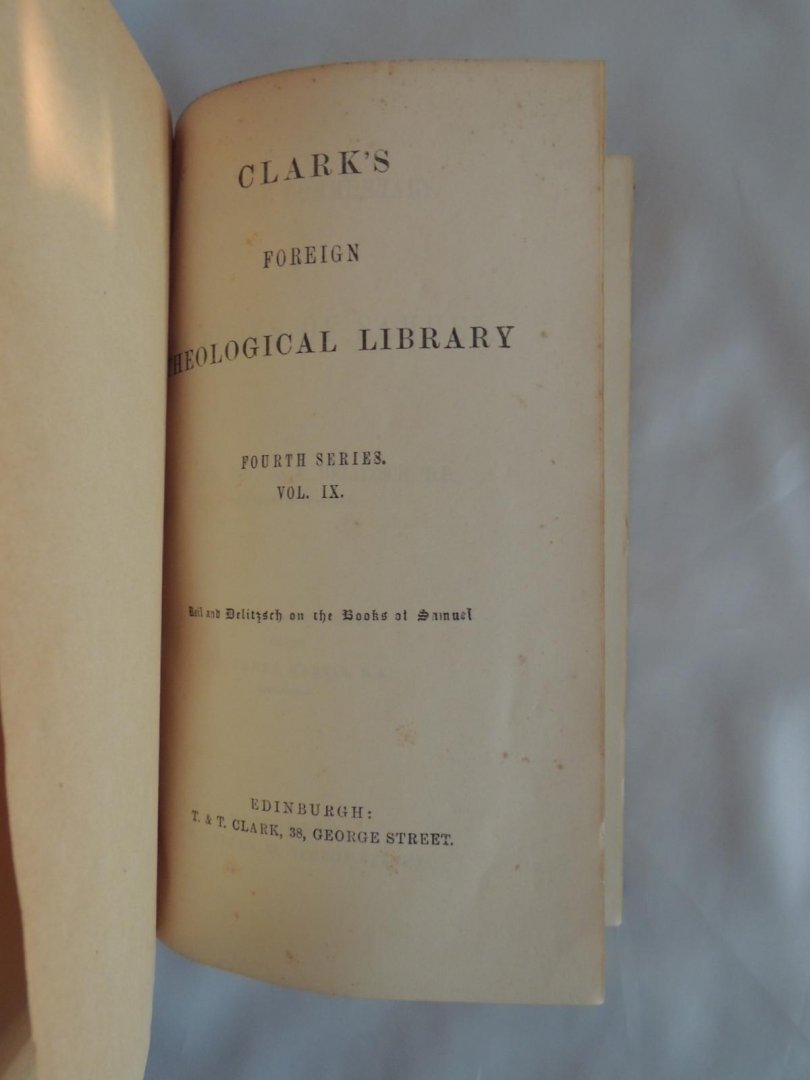 CLARK'S
FOREIGN
THEOLOGICAL LIBRARY
FOURTH SERIES.
VOL. IX.
Keil and Delitzsch on the Books of Samuel
EDINBURGH:
T. & T. CLARK, 38, GEORGE STREET.